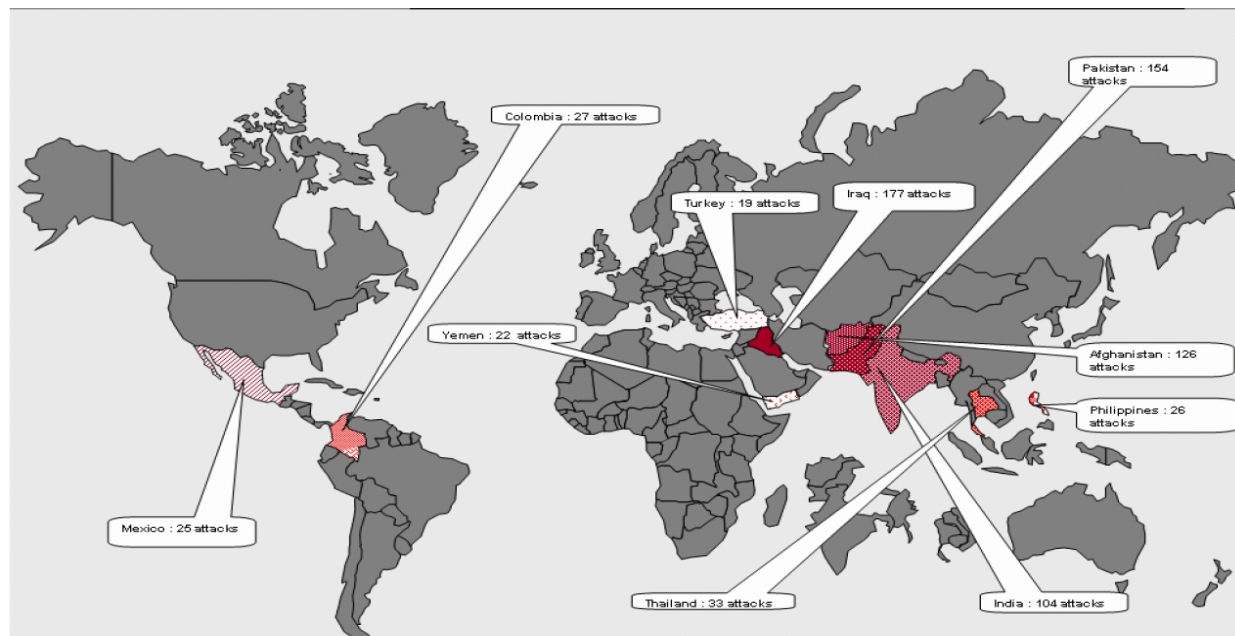 Pakistan : 154
attacks
Colombia : 27 attacks
Iraq : 177 attacks
Turkey : 19 attacks
Yemen : 22  attacks
Afghanistan : 126
attacks
Philippines : 26
attacks
Mexico : 25 attacks
Thailand : 33 attacks
India : 104 attacks